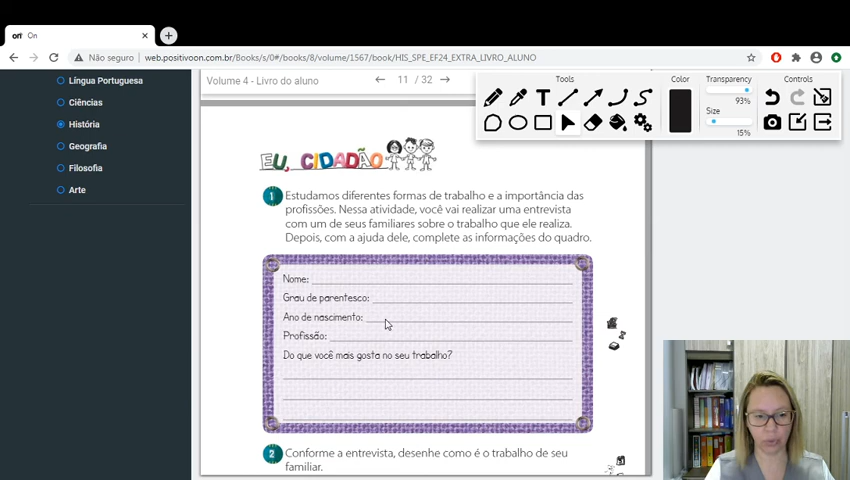 On
Não seguro
web.positivoon.com.br/Books/s/0#/books/8/volume/1567/book/HIS_SPE_EF24_EXTRA_LIVRO_ALUNO
Língua Portuguesa
Ciências
História
Geografia
Filosofia
Arte
Volume 4 - Livro do aluno
11 / 32
Tools
Color
Transparency
93%
Size
15%
Controls
EU, CIDADÃO
1 Estudamos diferentes formas de trabalho e a importância das
profissões. Nessa atividade, você vai realizar uma entrevista
com um de seus familiares sobre o trabalho que ele realiza.
Depois, com a ajuda dele, complete as informações do quadro.
Nome:
Grau de parentesco:
Ano de nascimento:
Profissão:
Do que você mais gosta no seu trabalho?
2 Conforme a entrevista, desenhe como é o trabalho de seu
familiar.